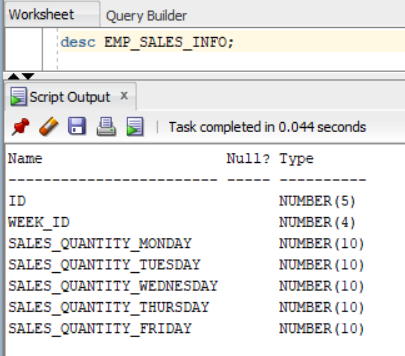 Worksheet Query Builder
desc EMP_SALES_INFO;
Script Output x
Task completed in 0.044 seconds
Name Null? Type
------------------------ ----- ----------
ID NUMBER(5)
WEEK_ID NUMBER(4)
SALES_QUANTITY_MONDAY NUMBER(10)
SALES_QUANTITY_TUESDAY NUMBER(10)
SALES_QUANTITY_WEDNESDAY NUMBER(10)
SALES_QUANTITY_THURSDAY NUMBER(10)
SALES_QUANTITY_FRIDAY NUMBER(10)